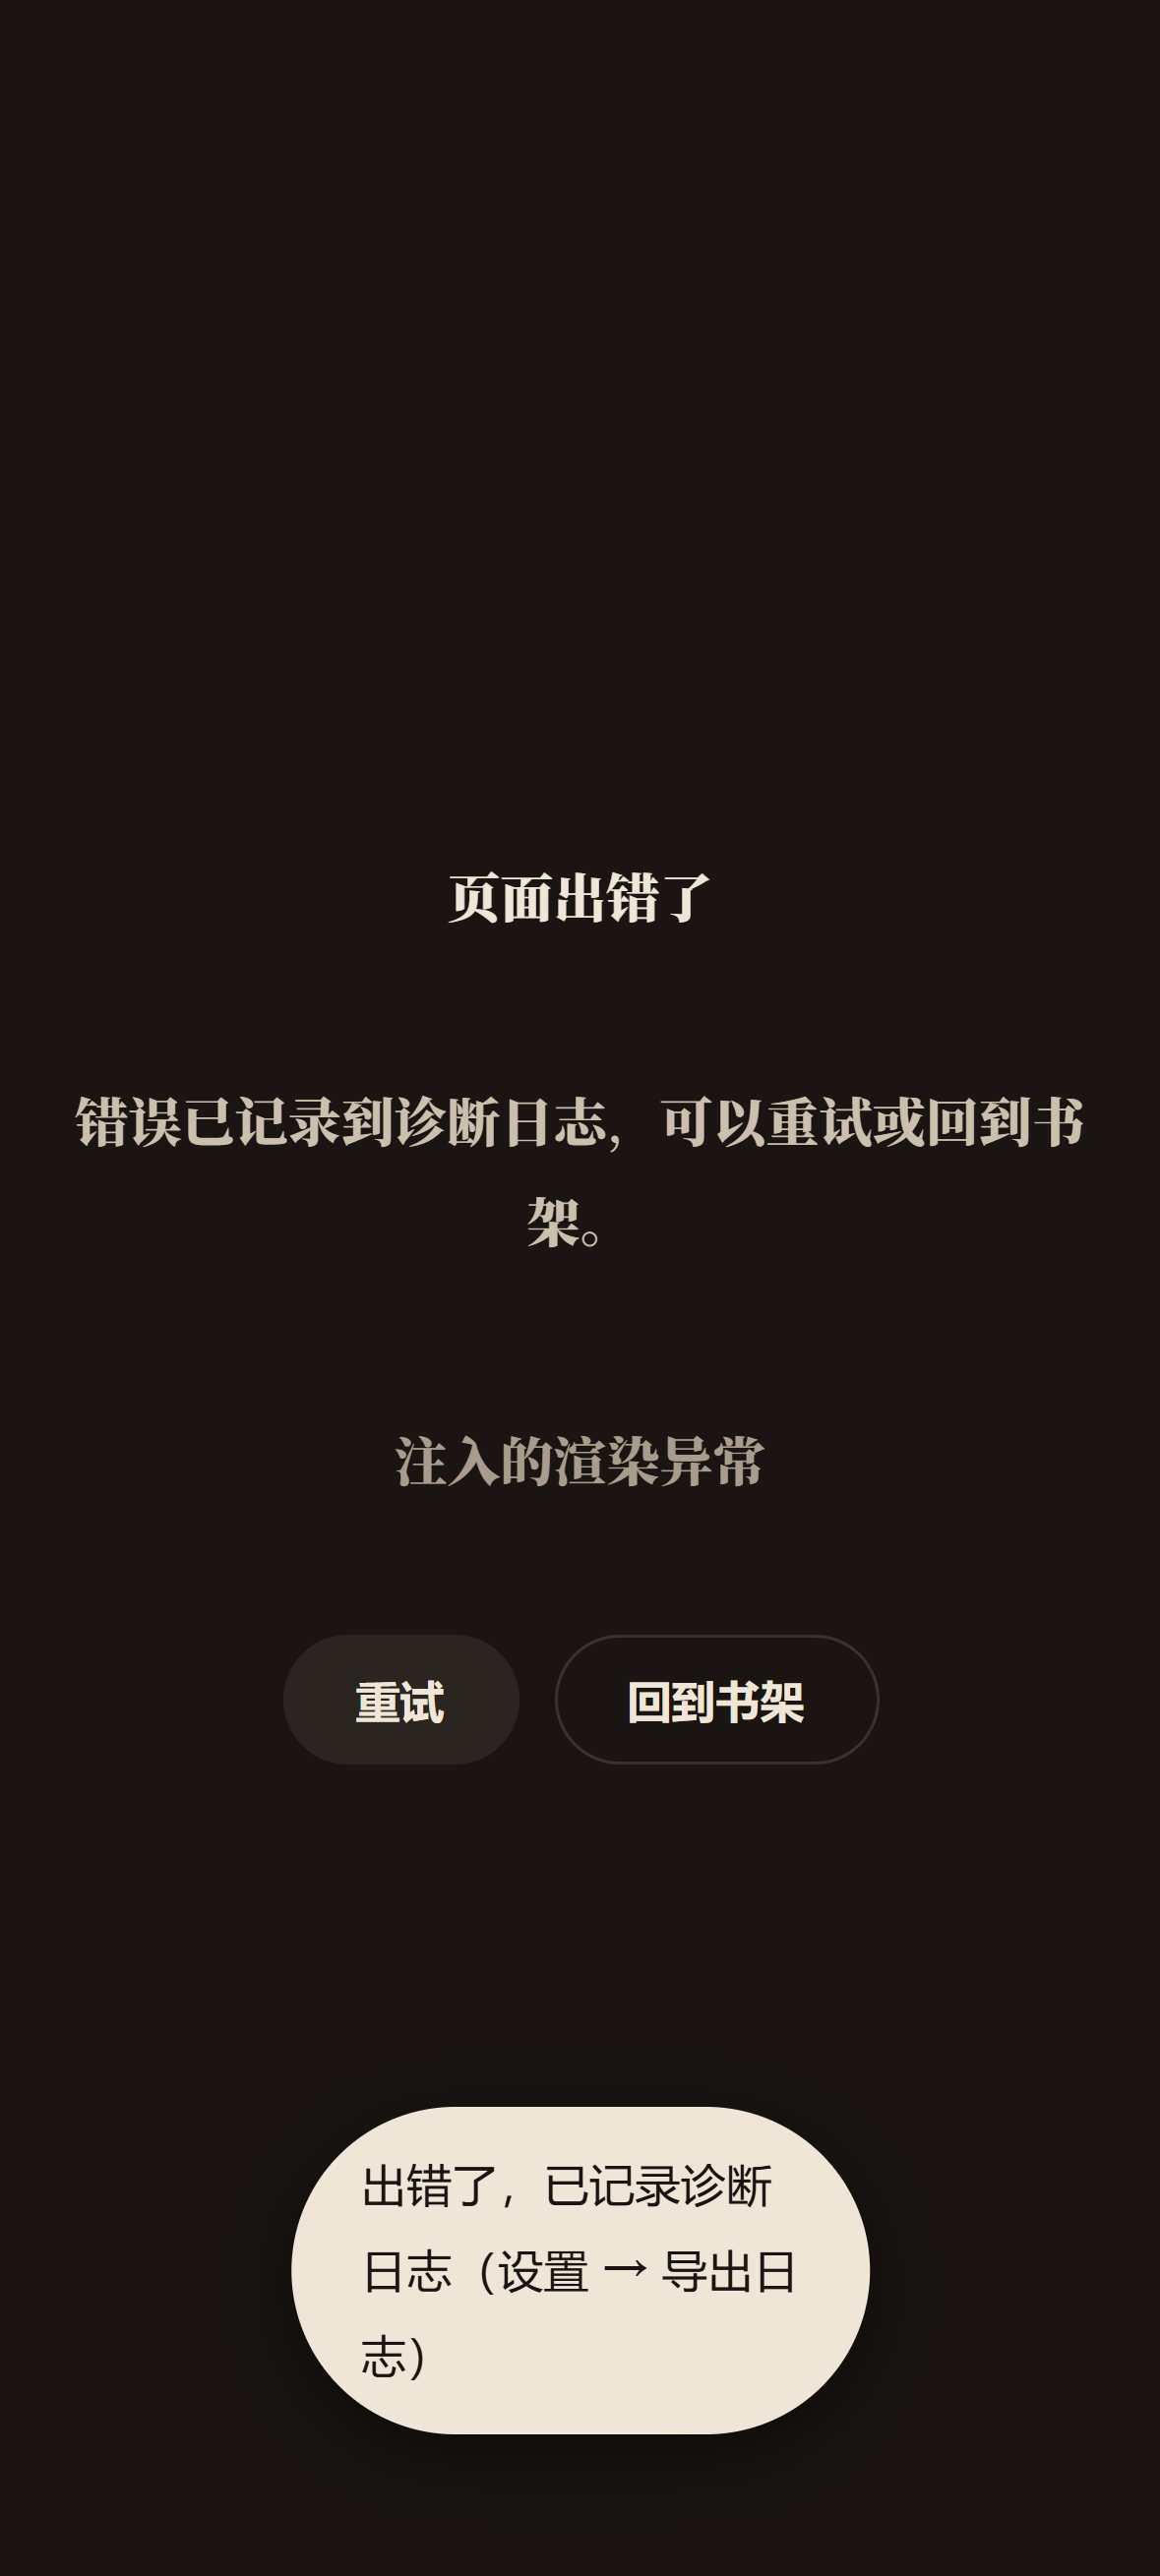 页面出错了
错误已记录到诊断日志，可以重试或回到书
架。
注入的渲染异常
重试
回到书架
出错了，已记录诊断
日志（设置 → 导出日
志）